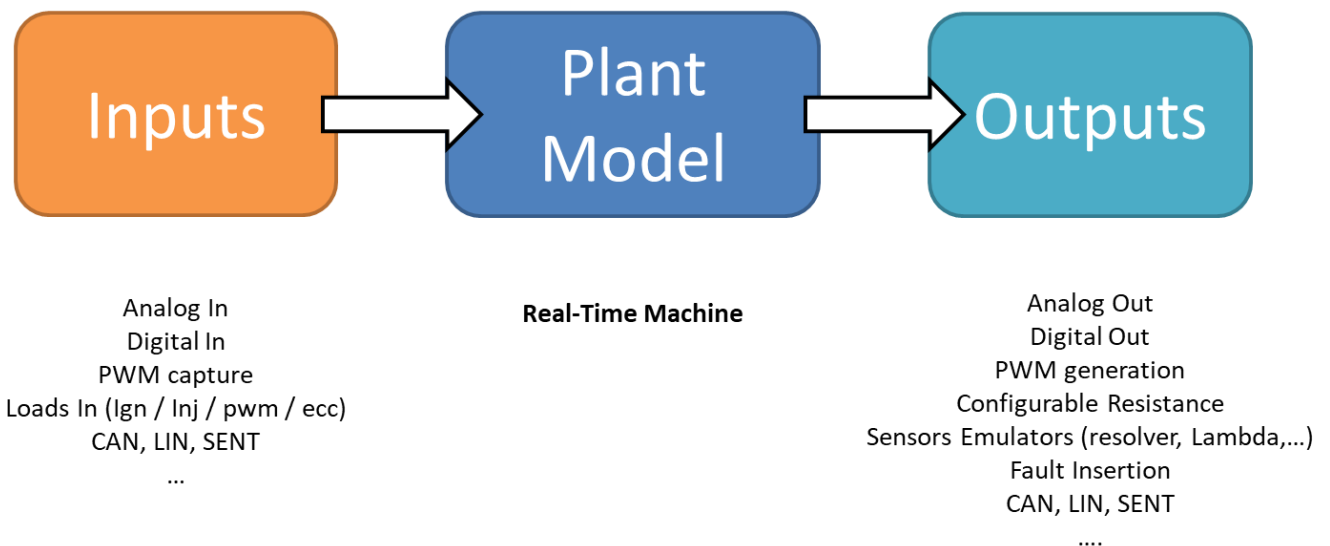 Inputs
Plant
Model
Outputs
Analog In
Digital In
PWM capture
Loads In (Ign / Inj / pwm / ecc)
CAN, LIN, SENT
...
Real-Time Machine
Analog Out
Digital Out
PWM generation
Configurable Resistance
Sensors Emulators (resolver, Lambda,...)
Fault Insertion
CAN, LIN, SENT
....